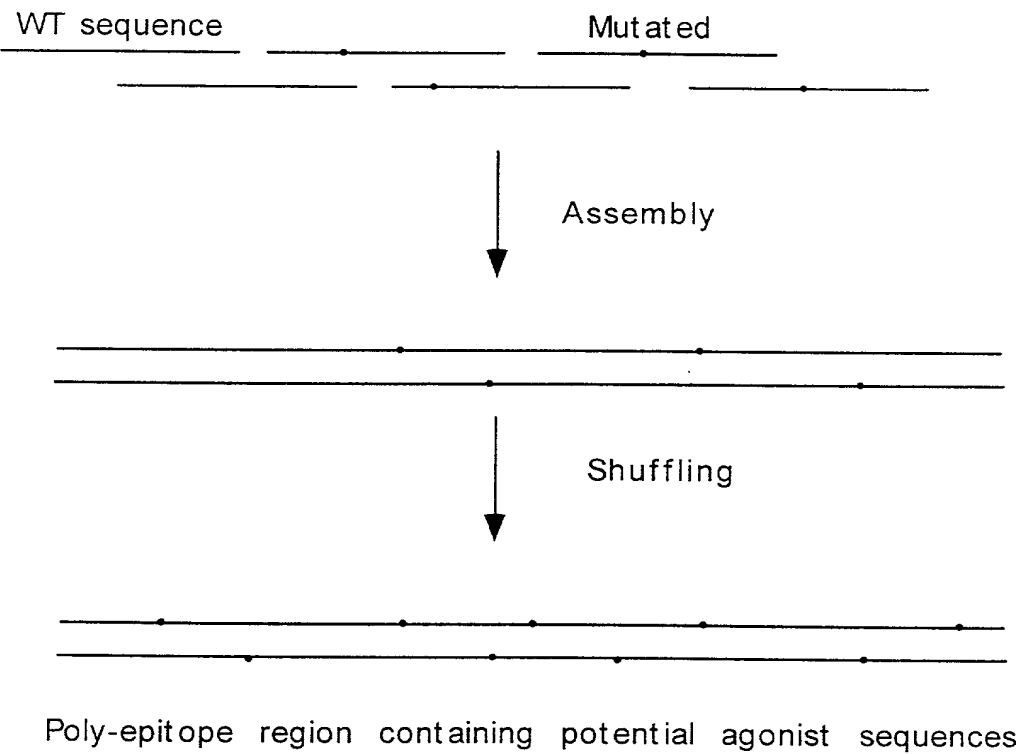 WT sequence
Mutated
Assembly
Shuffling
Poly-epitope region containing potential agonist sequences